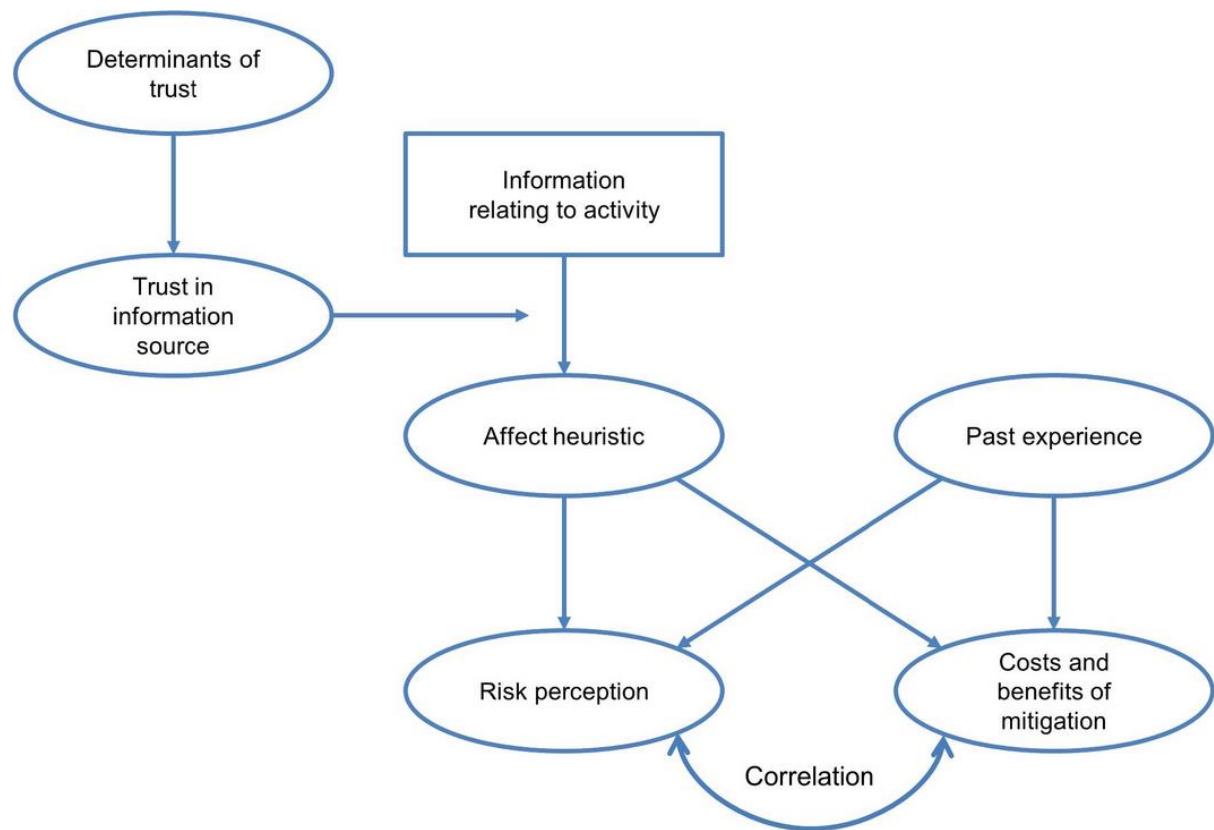 Determinants of
trust
Information
relating to activity
Trust in
information
source
Affect heuristic
Past experience
Risk perception
Costs and
benefits of
mitigation
Correlation